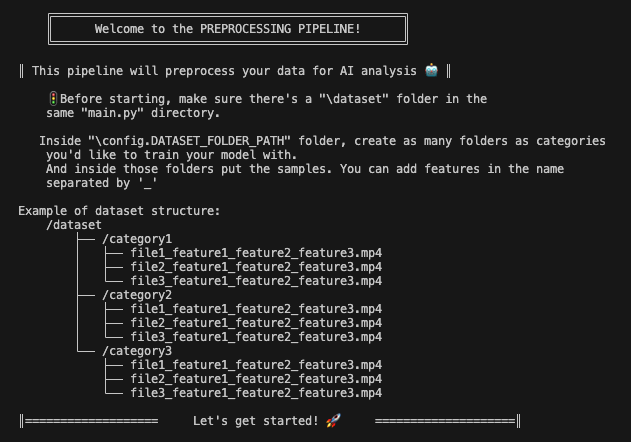 Welcome to the PREPROCESSING PIPELINE!
║ This pipeline will preprocess your data for AI analysis 🤖 ║
🚦Before starting, make sure there's a "\dataset" folder in the
same "main.py" directory.
Inside "\config.DATASET_FOLDER_PATH" folder, create as many folders as categories
you'd like to train your model with.
And inside those folders put the samples. You can add features in the name
separated by '_'
Example of dataset structure:
/dataset
├── /category1
│   ├── file1_feature1_feature2_feature3.mp4
│   ├── file2_feature1_feature2_feature3.mp4
│   └── file3_feature1_feature2_feature3.mp4
├── /category2
│   ├── file1_feature1_feature2_feature3.mp4
│   ├── file2_feature1_feature2_feature3.mp4
│   └── file3_feature1_feature2_feature3.mp4
└── /category3
    ├── file1_feature1_feature2_feature3.mp4
    ├── file2_feature1_feature2_feature3.mp4
    └── file3_feature1_feature2_feature3.mp4
║===================     Let's get started! 🚀     ====================║